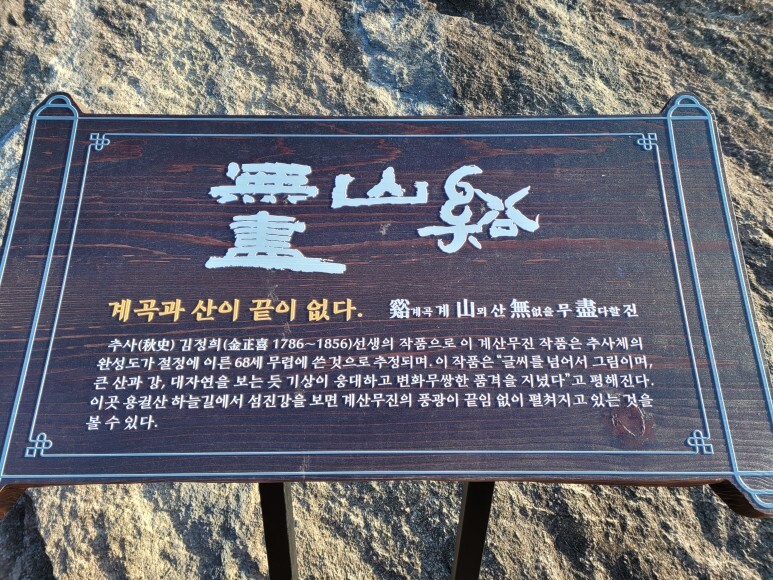 谿山無盡
계곡과 산이 끝이 없다. 谿계곡 계 山뫼 산 無없을 무 盡다할 진
추사(秋史) 김정희(金正喜 1786~1856)선생의 작품으로 이 계산무진 작품은 추사체의
완성도가 절정에 이른 68세 무렵에 쓴 것으로 추정되며. 이 작품은 "글씨를 넘어서 그림이며,
큰 산과 강, 대자연을 보는 듯 기상이 웅대하고 변화무쌍한 품격을 지녔다"고 평해진다.
이곳 용궐산 하늘길에서 섬진강을 보면 계산무진의 풍광이 끝임 없이 펼쳐지고 있는 것을
볼 수 있다.